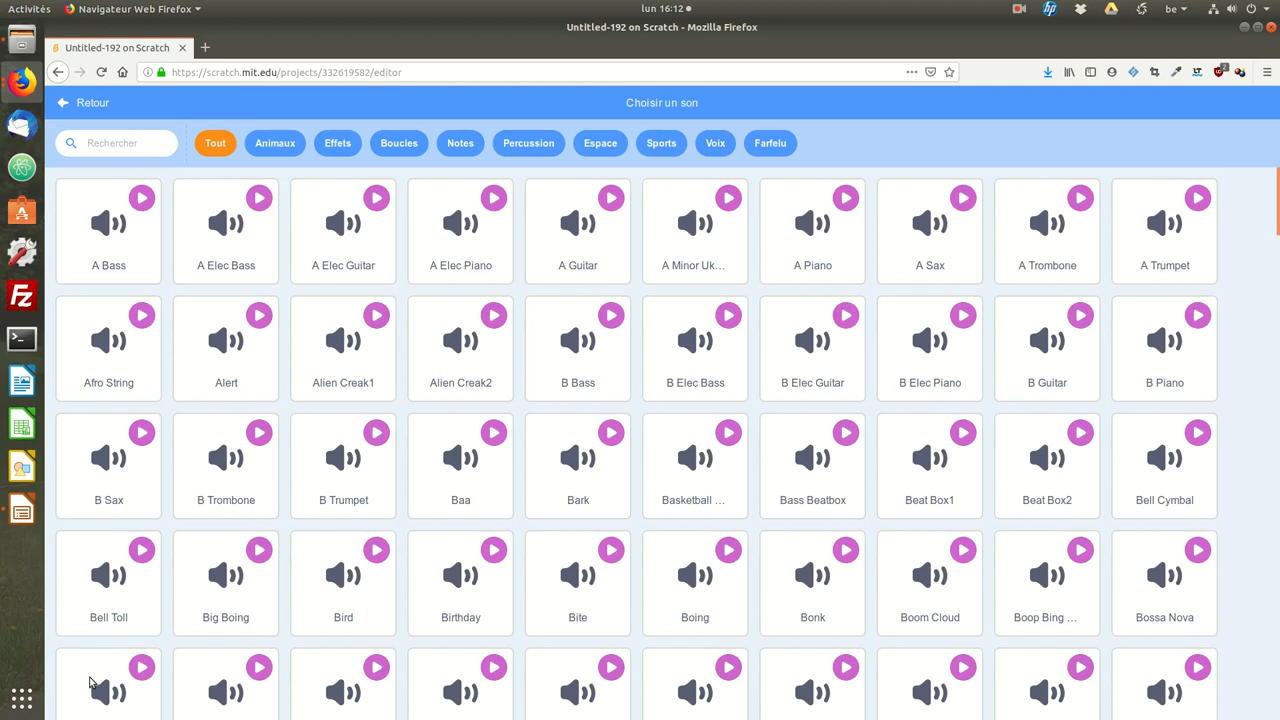 Activités Navigateur Web Firefox lun 16:12 be
Untitled-192 on Scratch - Mozilla Firefox
Untitled-192 on Scratch
https://scratch.mit.edu/projects/332619582/editor
Retour Choisir un son
Rechercher Tout Animaux Effets Boucles Notes Percussion Espace Sports Voix Farfelu
A Bass A Elec Bass A Elec Guitar A Elec Piano A Guitar A Minor Uk... A Piano A Sax A Trombone A Trumpet
Afro String Alert Alien Creak1 Alien Creak2 B Bass B Elec Bass B Elec Guitar B Elec Piano B Guitar B Piano
B Sax B Trombone B Trumpet Baa Bark Basketball ... Bass Beatbox Beat Box1 Beat Box2 Bell Cymbal
Bell Toll Big Boing Bird Birthday Bite Boing Bonk Boom Cloud Boop Bing ... Bossa Nova